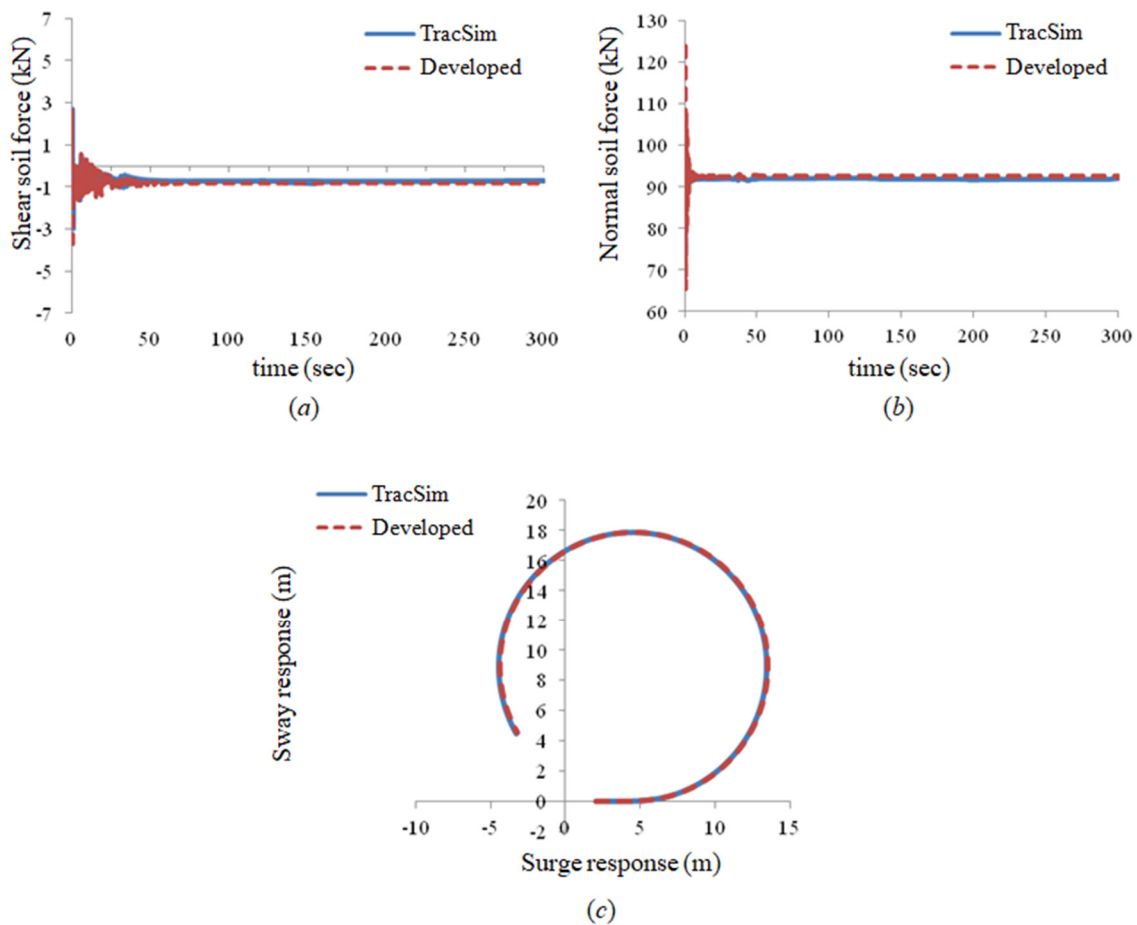 7
5
3
1
-1
-3
-5
-7
Shear soil force (kN)
TracSim
Developed
0 50 100 150 200 250 300
time (sec)
(a)
130
120
110
100
90
80
70
60
Normal soil force (kN)
TracSim
Developed
0 50 100 150 200 250 300
time (sec)
(b)
TracSim
Developed
20
18
16
14
12
10
8
6
4
2
0
-2
Sway response (m)
-10 -5 0 5 10 15
Surge response (m)
(c)